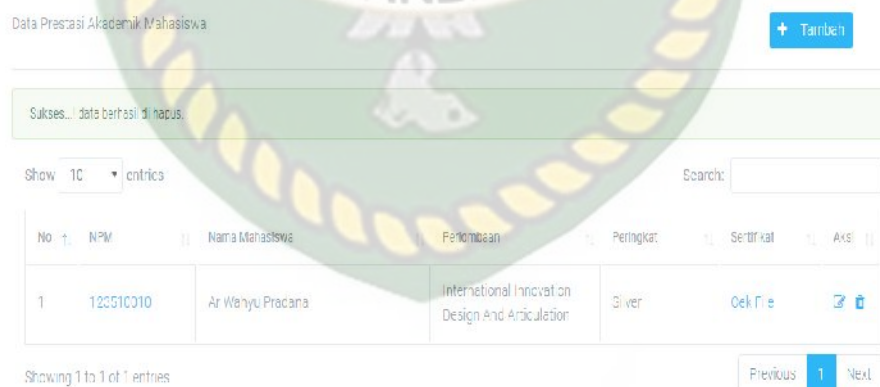 Data Prestasi Akademik Mahasiswa
+ Tambah
Sukses...! data berhasil di hapus.
Show 10 entries
Search:
No NPM Nama Mahasiswa Perlombaan Peringkat Sertifikat Aksi
1 123510010 Ar Wahyu Pradana International Innovation Design And Articulation Silver Cek File
Showing 1 to 1 of 1 entries
Previous 1 Next